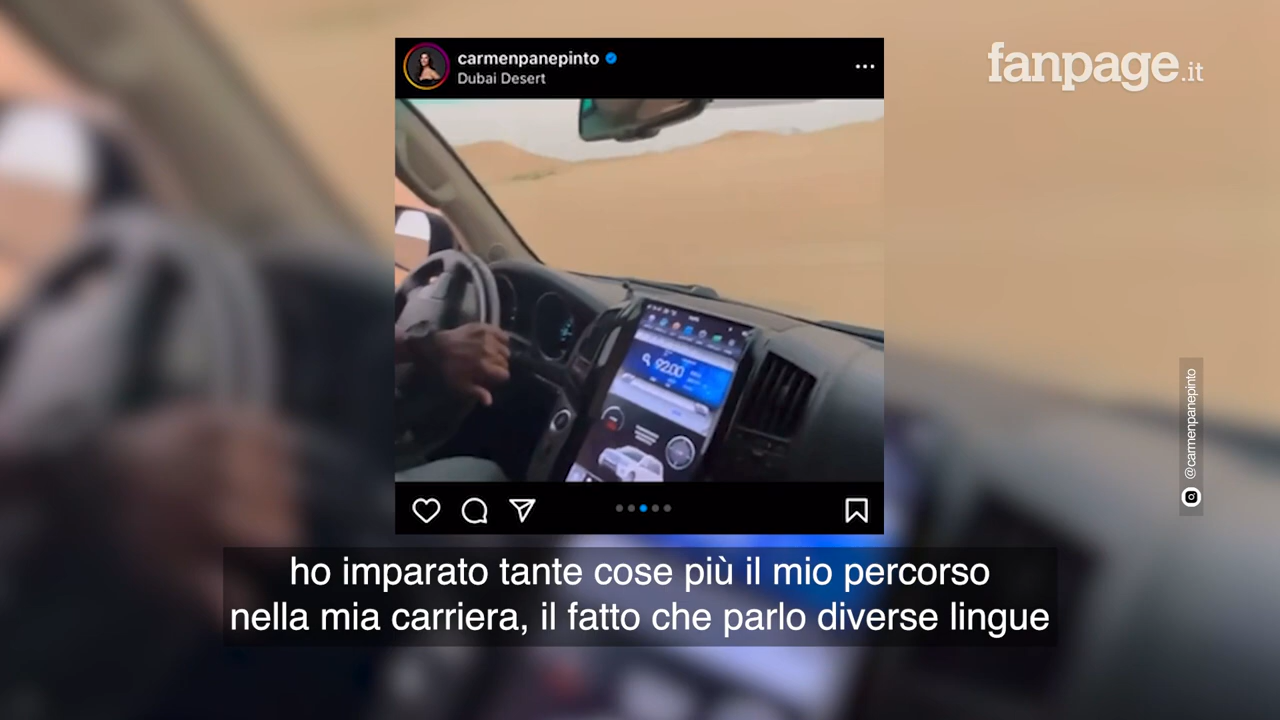 carmenpanepinto
Dubai Desert
fanpage.it
92.00
@carmenpanepinto
ho imparato tante cose più il mio percorso
nella mia carriera, il fatto che parlo diverse lingue